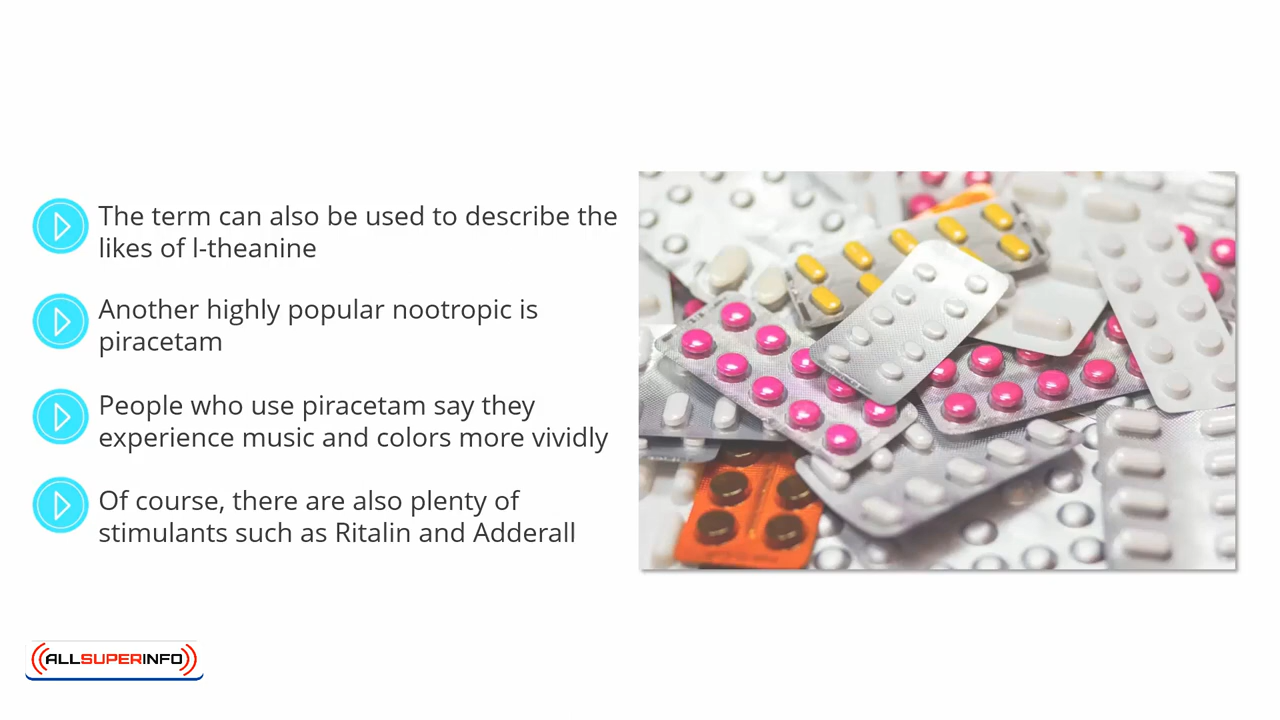 The term can also be used to describe the
likes of l-theanine
Another highly popular nootropic is
piracetam
People who use piracetam say they
experience music and colors more vividly
Of course, there are also plenty of
stimulants such as Ritalin and Adderall
ALLSUPERINFO